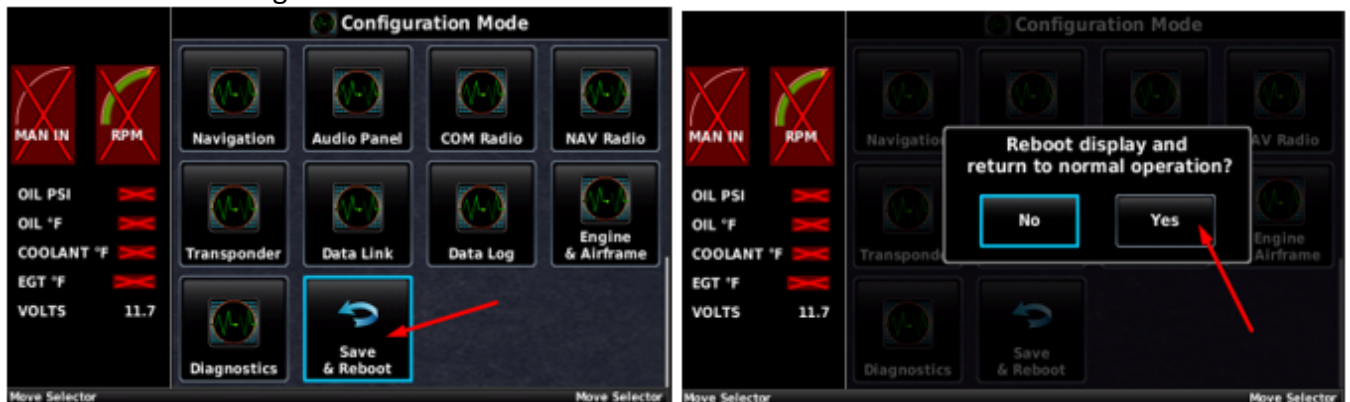 Configuration Mode
MAN IN
RPM
OIL PSI
OIL °F
COOLANT °F
EGT °F
VOLTS 11.7
Navigation
Audio Panel
COM Radio
NAV Radio
Transponder
Data Link
Data Log
Engine
& Airframe
Diagnostics
Save
& Reboot
Move Selector
Move Selector
Configuration Mode
MAN IN
RPM
OIL PSI
OIL °F
COOLANT °F
EGT °F
VOLTS 11.7
Navigatio
AV Radio
Reboot display and
return to normal operation?
No
Yes
Transpond
Engine
Airframe
Diagnostics
Save
& Reboot
Move Selector
Move Selector